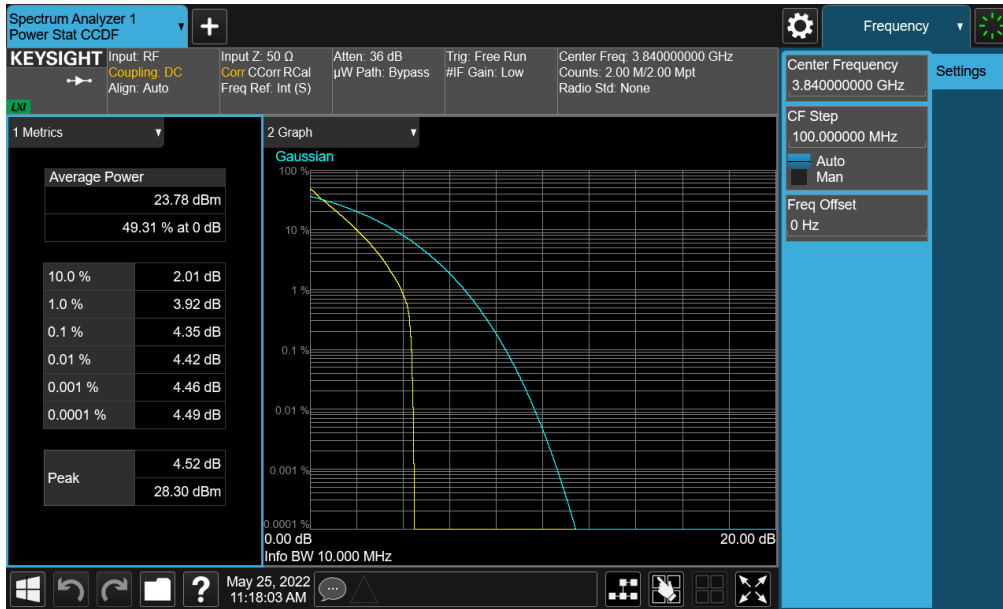 Spectrum Analyzer 1
Power Stat CCDF
+
Frequency
KEYSIGHT
LXI
Input: RF
Coupling: DC
Align: Auto
Input Z: 50 Ω
Corr CCorr RCal
Freq Ref: Int (S)
Atten: 36 dB
µW Path: Bypass
Trig: Free Run
#IF Gain: Low
Center Freq: 3.840000000 GHz
Counts: 2.00 M/2.00 Mpt
Radio Std: None
Center Frequency
3.840000000 GHz
Settings
CF Step
100.000000 MHz
Auto
Man
Freq Offset
0 Hz
1 Metrics
Average Power
23.78 dBm
49.31 % at 0 dB
10.0 % 2.01 dB
1.0 % 3.92 dB
0.1 % 4.35 dB
0.01 % 4.42 dB
0.001 % 4.46 dB
0.0001 % 4.49 dB
Peak 4.52 dB
28.30 dBm
2 Graph
Gaussian
100 %
10 %
1 %
0.1 %
0.01 %
0.001 %
0.0001 %
0.00 dB 20.00 dB
Info BW 10.000 MHz
?
May 25, 2022
11:18:03 AM